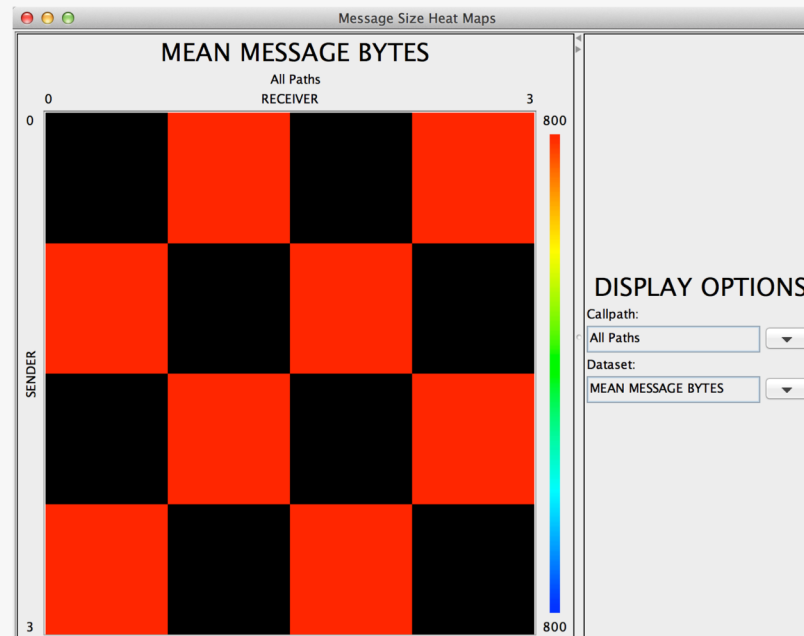 Message Size Heat Maps
MEAN MESSAGE BYTES
All Paths
0 RECEIVER 3
0
800
SENDER
3
800
DISPLAY OPTIONS
Callpath:
All Paths
Dataset:
MEAN MESSAGE BYTES